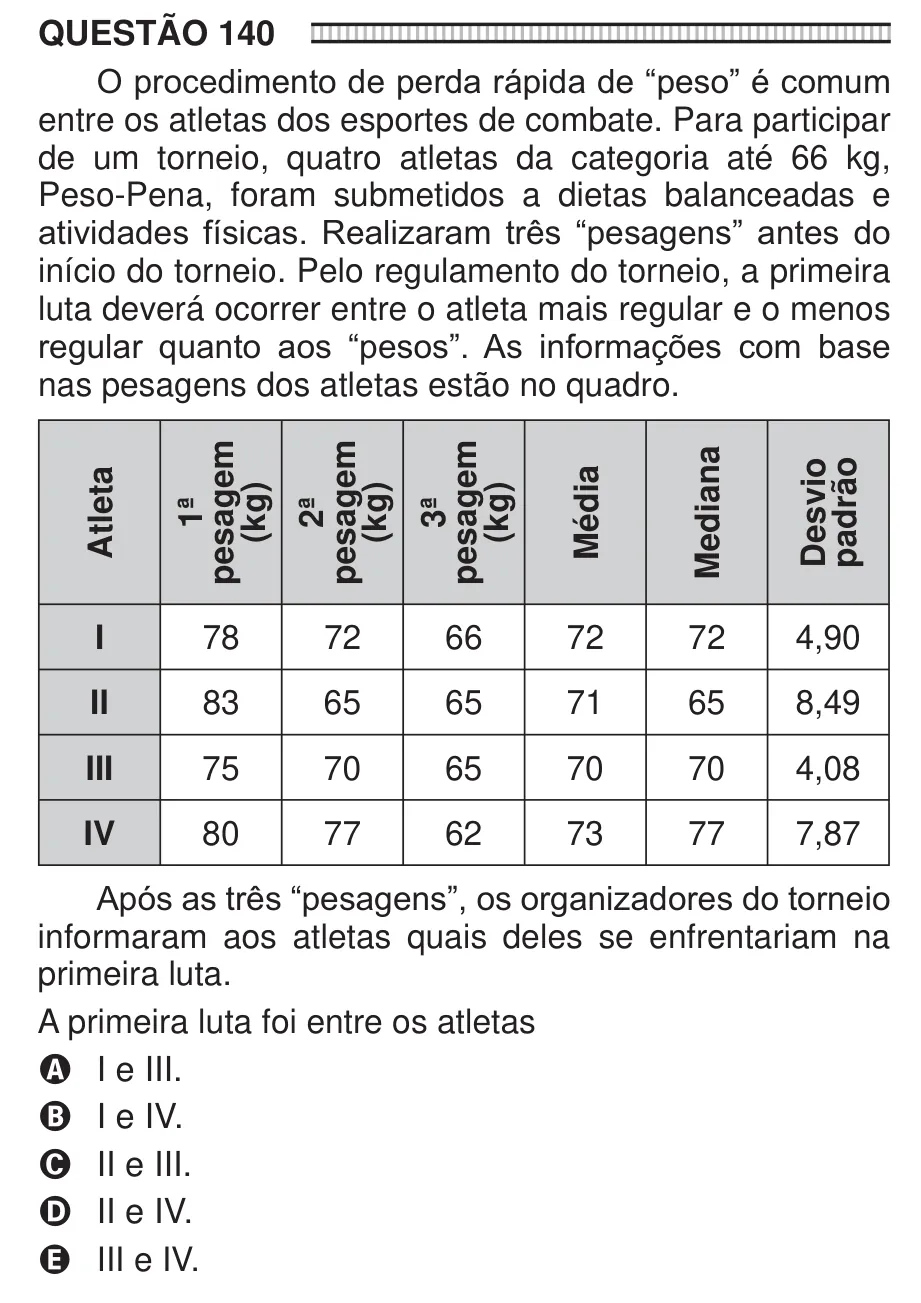 QUESTÃO 140
O procedimento de perda rápida de “peso” é comum
entre os atletas dos esportes de combate. Para participar
de um torneio, quatro atletas da categoria até 66 kg,
Peso-Pena, foram submetidos a dietas balanceadas e
atividades físicas. Realizaram três “pesagens” antes do
início do torneio. Pelo regulamento do torneio, a primeira
luta deverá ocorrer entre o atleta mais regular e o menos
regular quanto aos “pesos”. As informações com base
nas pesagens dos atletas estão no quadro.
Atleta 1ª pesagem (kg) 2ª pesagem (kg) 3ª pesagem (kg) Média Mediana Desvio padrão
I 78 72 66 72 72 4,90
II 83 65 65 71 65 8,49
III 75 70 65 70 70 4,08
IV 80 77 62 73 77 7,87
Após as três “pesagens”, os organizadores do torneio
informaram aos atletas quais deles se enfrentariam na
primeira luta.
A primeira luta foi entre os atletas
A I e III.
B I e IV.
C II e III.
D II e IV.
E III e IV.